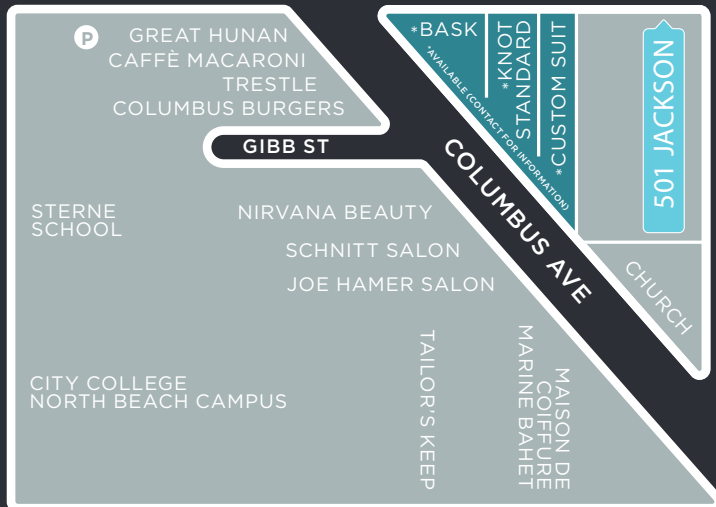 P
GREAT HUNAN
CAFFÈ MACARONI
TRESTLE
COLUMBUS BURGERS
GIBB ST
*BASK
*KNOT
STANDARD
*CUSTOM SUIT
*AVAILABLE (CONTACT FOR INFORMATION)
501 JACKSON
COLUMBUS AVE
CHURCH
STERNE
SCHOOL
NIRVANA BEAUTY
SCHNITT SALON
JOE HAMER SALON
CITY COLLEGE
NORTH BEACH CAMPUS
TAILOR'S KEEP
MAISON DE
COIFFURE
MARINE BAHET